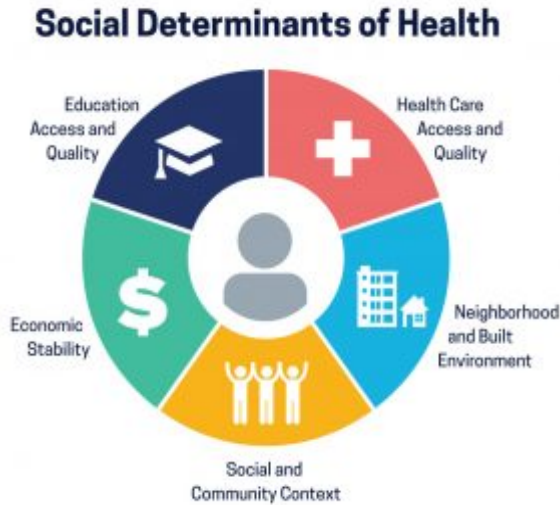 Social Determinants of Health
Education
Access and
Quality
Health Care
Access and
Quality
Economic
Stability
$
Neighborhood
and Built
Environment
Social and
Community Context